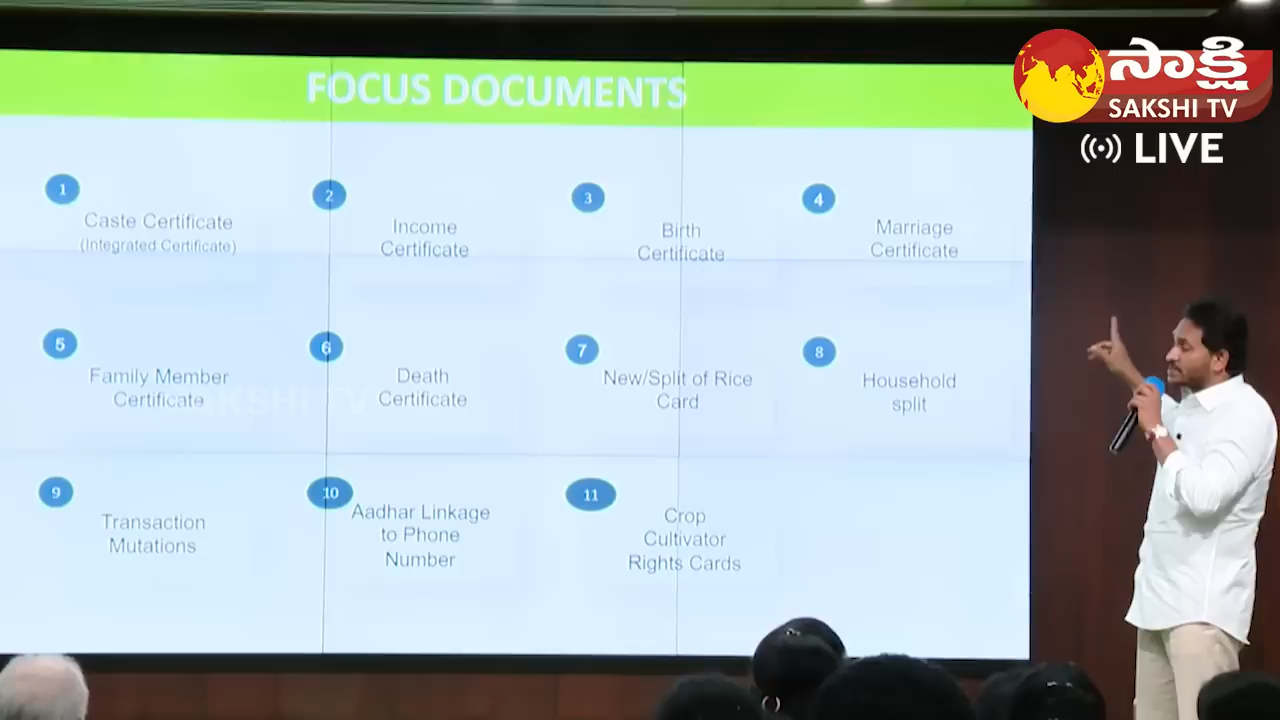 FOCUS DOCUMENTS
సాక్షి
SAKSHI TV
LIVE
1
Caste Certificate
(Integrated Certificate)
2
Income
Certificate
3
Birth
Certificate
4
Marriage
Certificate
5
Family Member
Certificate
6
Death
Certificate
7
New/Split of Rice
Card
8
Household
split
SAKSHI TV
9
Transaction
Mutations
10
Aadhar Linkage
to Phone
Number
11
Crop
Cultivator
Rights Cards